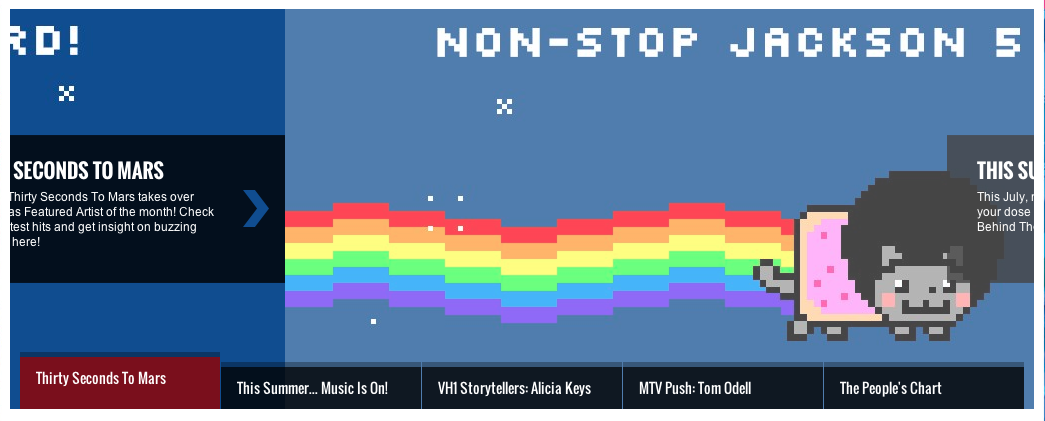 RD!
NON-STOP JACKSON 5
SECONDS TO MARS
Thirty Seconds To Mars takes over
as Featured Artist of the month! Check
test hits and get insight on buzzing
here!
THIS SU
This July, r
your dose
Behind Th
Thirty Seconds To Mars
This Summer... Music Is On!
VH1 Storytellers: Alicia Keys
MTV Push: Tom Odell
The People's Chart